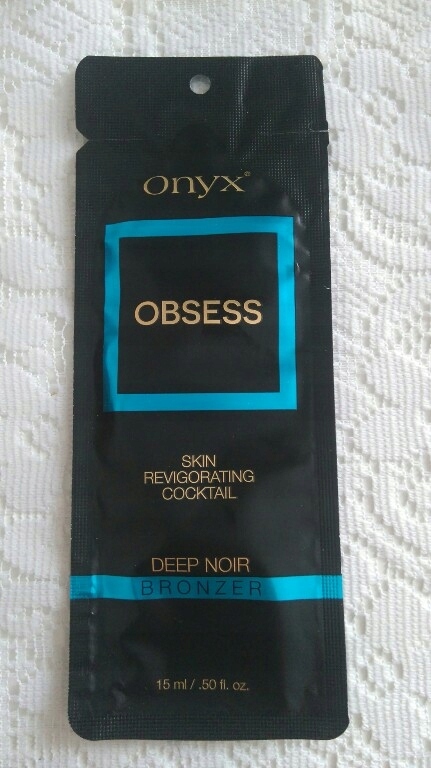 onyx®
OBSESS
SKIN
REVIGORATING
COCKTAIL
DEEP NOIR
BRONZER
15 ml / .50 fl. oz.